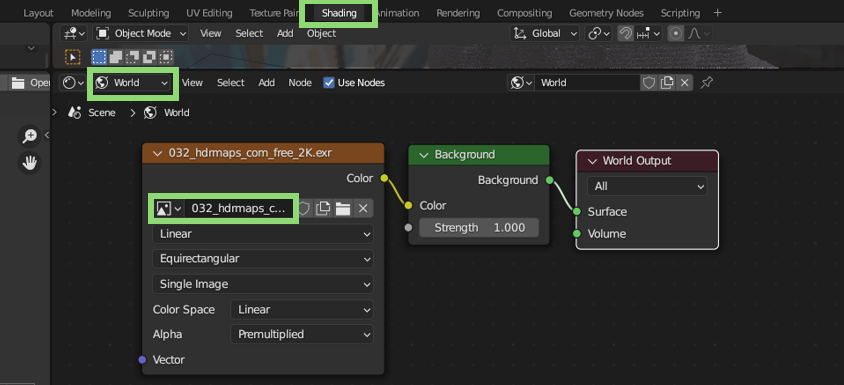 Layout Modeling Sculpting UV Editing Texture Pain Shading Animation Rendering Compositing Geometry Nodes Scripting +
Object Mode View Select Add Object Global
Open World View Select Add Node Use Nodes World
Scene > World
032_hdrmaps_com_free_2K.exr
Color
032_hdrmaps_c...
Linear
Equirectangular
Single Image
Color Space Linear
Alpha Premultiplied
Vector
Background
Background
Color
Strength 1.000
World Output
All
Surface
Volume